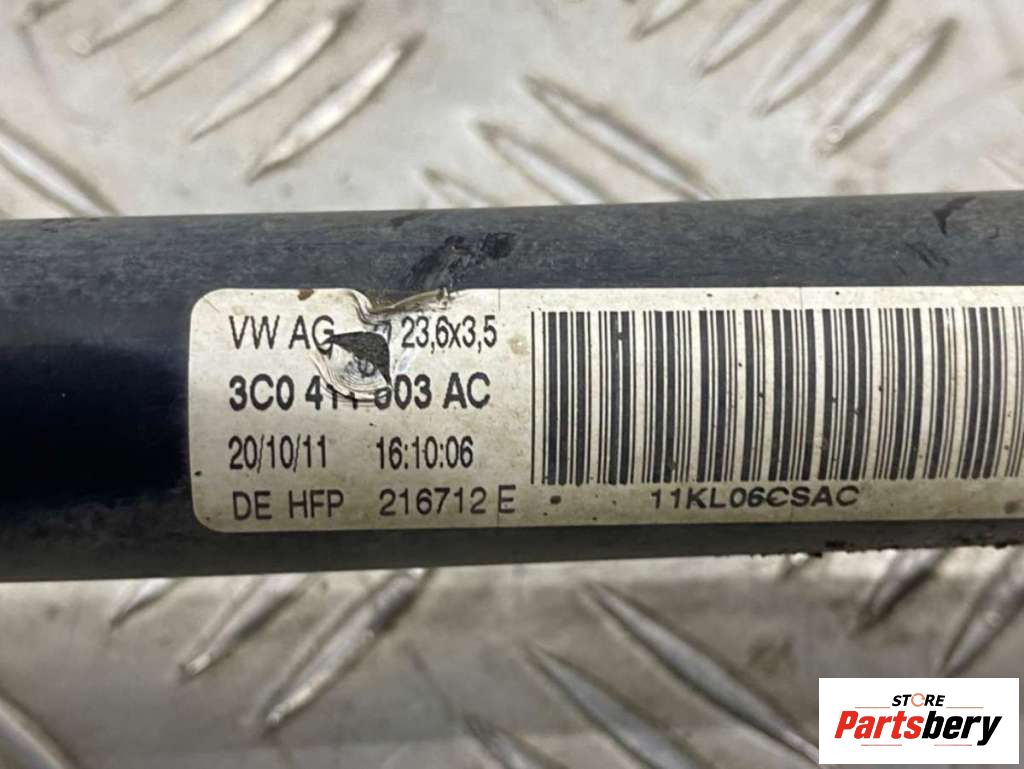 VW AG 23,6x3,5
3C0 AC
20/10/11 16:10:06
DE HFP 216712 E
11KL06CSAC
STORE
Partsbery